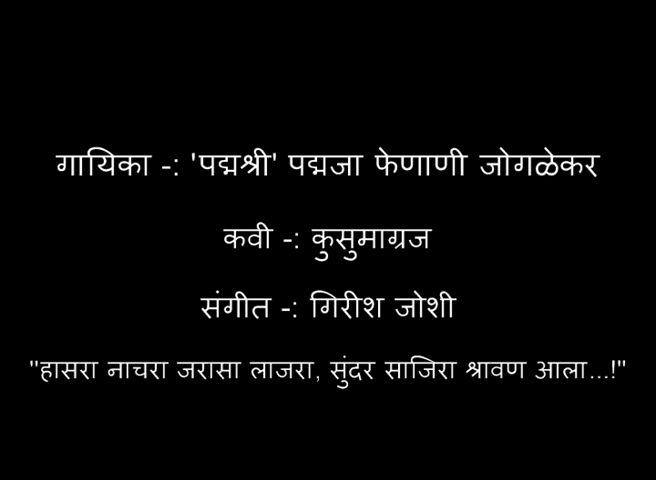 गायिका -: 'पद्मश्री' पद्मजा फेणाणी जोगळेकर
कवी -: कुसुमाग्रज
संगीत -: गिरीश जोशी
"हासरा नाचरा जरासा लाजरा, सुंदर साजिरा श्रावण आला...!"